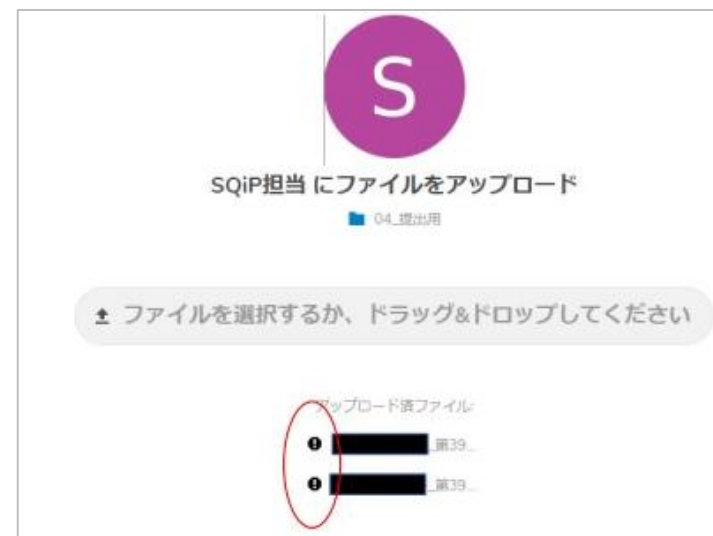 S
SQiP担当 にファイルをアップロード
04_提出用
ファイルを選択するか、ドラッグ&ドロップしてください
アップロード済ファイル:
_第39...
_第39...